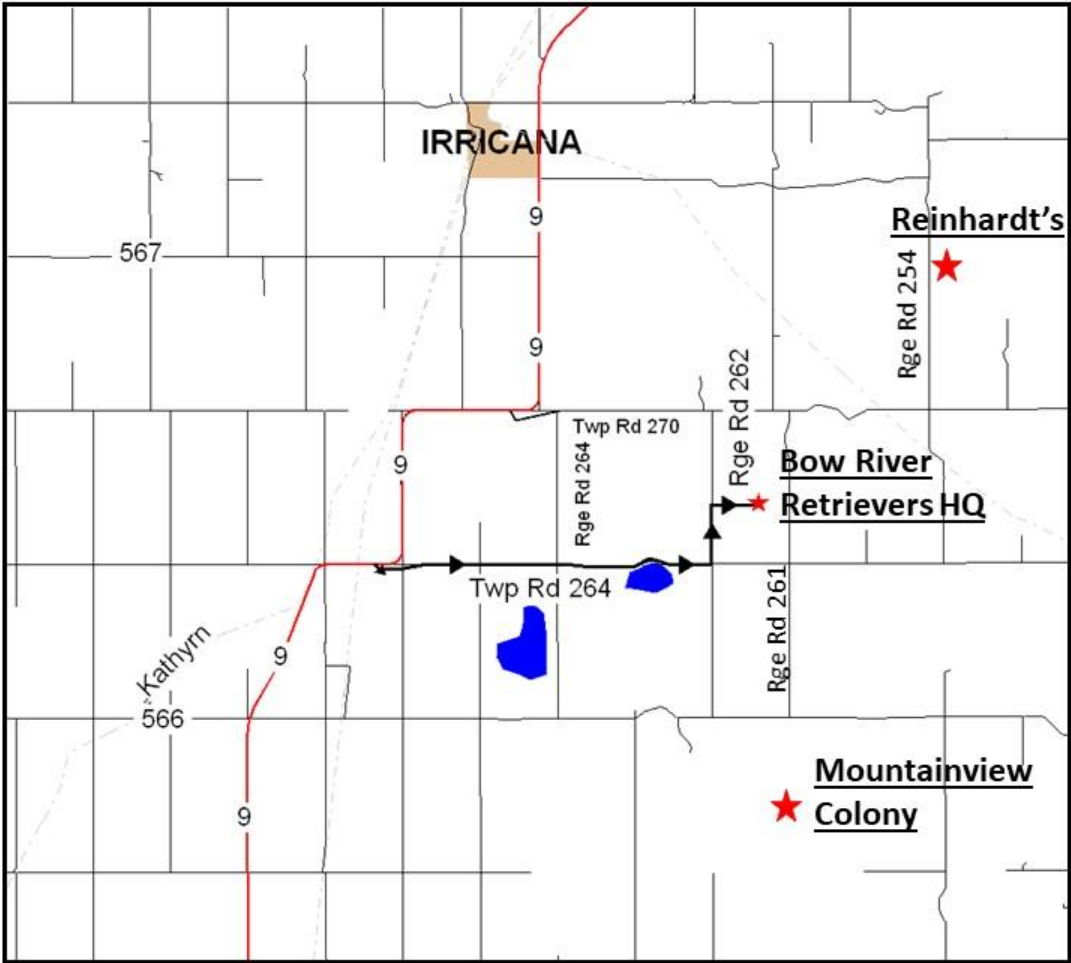 IRRICANA
9
Reinhardt's
567
Rge Rd 254
9
Rge Rd 262
Twp Rd 270
9
Rge Rd 264
Bow River
Retrievers HQ
Twp Rd 264
Rge Rd 261
9
Kathyrn
566
Mountainview
Colony
9